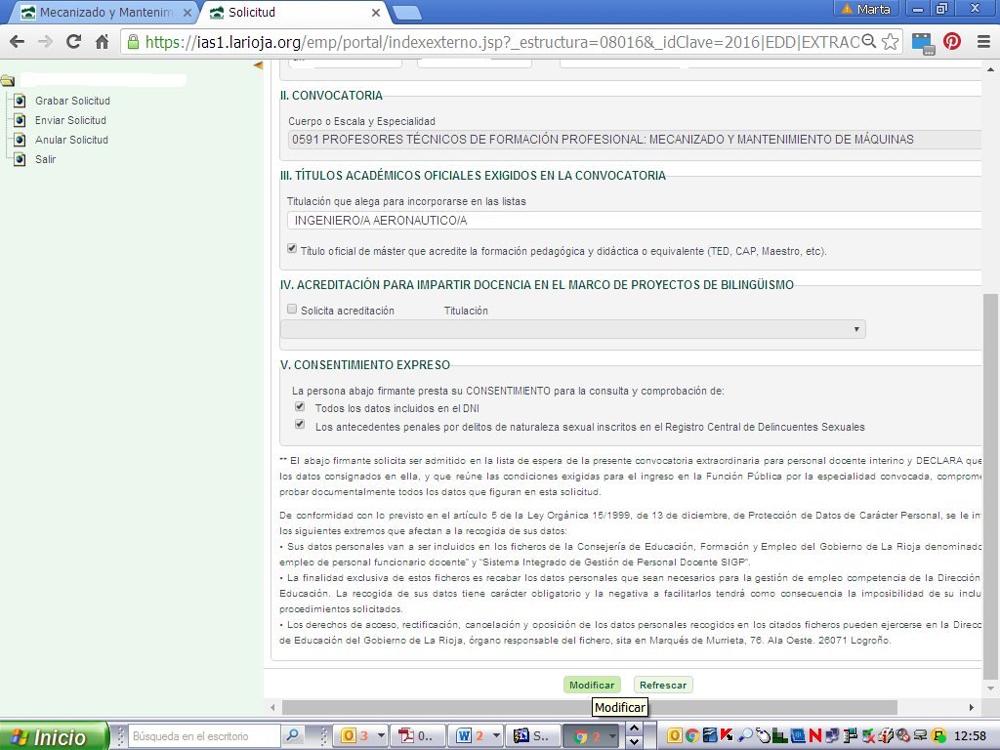 Mecanizado y Mantenim
Solicitud
Marta
https://ias1.larioja.org/emp/portal/indexexterno.jsp?_estructura=08016&_idClave=2016|EDD|EXTRAC
Grabar Solicitud
Enviar Solicitud
Anular Solicitud
Salir
II. CONVOCATORIA
Cuerpo o Escala y Especialidad
0591 PROFESORES TÉCNICOS DE FORMACIÓN PROFESIONAL: MECANIZADO Y MANTENIMIENTO DE MÁQUINAS
III. TÍTULOS ACADÉMICOS OFICIALES EXIGIDOS EN LA CONVOCATORIA
Titulación que alega para incorporarse en las listas
INGENIERO/A AERONAUTICO/A
Título oficial de máster que acredite la formación pedagógica y didáctica o equivalente (TED, CAP, Maestro, etc).
IV. ACREDITACIÓN PARA IMPARTIR DOCENCIA EN EL MARCO DE PROYECTOS DE BILINGÜISMO
Solicita acreditación Titulación
V. CONSENTIMIENTO EXPRESO
La persona abajo firmante presta su CONSENTIMIENTO para la consulta y comprobación de:
Todos los datos incluidos en el DNI
Los antecedentes penales por delitos de naturaleza sexual inscritos en el Registro Central de Delincuentes Sexuales
** El abajo firmante solicita ser admitido en la lista de espera de la presente convocatoria extraordinaria para personal docente interino y DECLARA que
los datos consignados en ella, y que reúne las condiciones exigidas para el ingreso en la Función Pública por la especialidad convocada, comprome
probar documentalmente todos los datos que figuran en esta solicitud.
De conformidad con lo previsto en el artículo 5 de la Ley Orgánica 15/1999, de 13 de diciembre, de Protección de Datos de Carácter Personal, se le in
los siguientes extremos que afectan a la recogida de sus datos:
• Sus datos personales van a ser incluidos en los ficheros de la Consejería de Educación, Formación y Empleo del Gobierno de La Rioja denominado
empleo de personal funcionario docente" y "Sistema Integrado de Gestión de Personal Docente SIGP".
• La finalidad exclusiva de estos ficheros es recabar los datos personales que sean necesarios para la gestión de empleo competencia de la Dirección
Educación. La recogida de sus datos tiene carácter obligatorio y la negativa a facilitarlos tendrá como consecuencia la imposibilidad de su inclu
procedimientos solicitados.
• Los derechos de acceso, rectificación, cancelación y oposición de los datos personales recogidos en los citados ficheros pueden ejercerse en la Direcc
de Educación del Gobierno de La Rioja, órgano responsable del fichero, sita en Marqués de Murrieta, 76. Ala Oeste. 26071 Logroño.
Modificar Refrescar
Modificar
Inicio Búsqueda en el escritorio 3 0.. 2 S.. 2 12:58